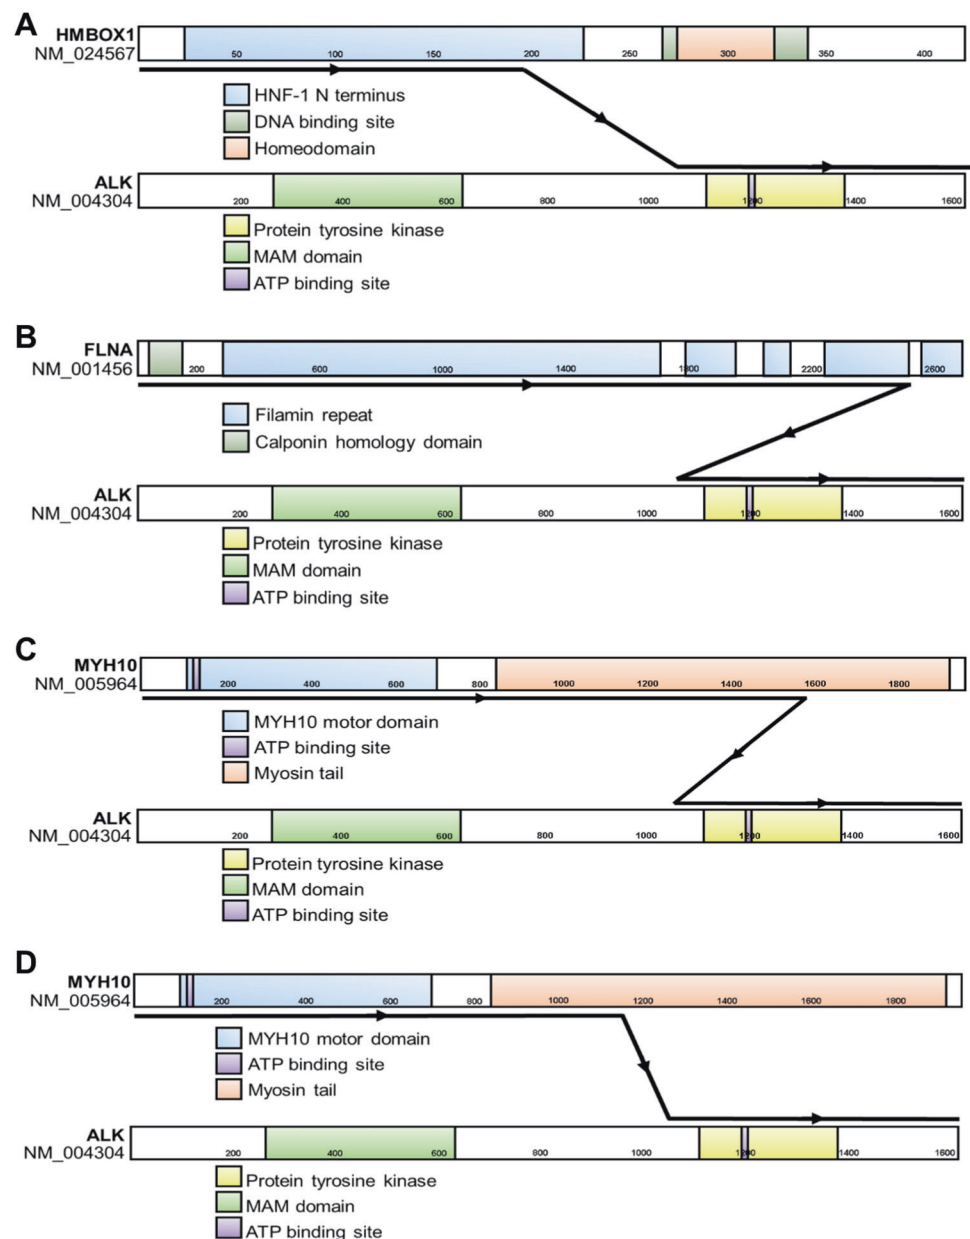 A
HMBOX1
NM_024567
50 100 150 200 250 300 350 400
HNF-1 N terminus
DNA binding site
Homeodomain
ALK
NM_004304
200 400 600 800 1000 1200 1400 1600
Protein tyrosine kinase
MAM domain
ATP binding site
B
FLNA
NM_001456
200 600 1000 1400 1800 2200 2600
Filamin repeat
Calponin homology domain
ALK
NM_004304
200 400 600 800 1000 1200 1400 1600
Protein tyrosine kinase
MAM domain
ATP binding site
C
MYH10
NM_005964
200 400 600 800 1000 1200 1400 1600 1800
MYH10 motor domain
ATP binding site
Myosin tail
ALK
NM_004304
200 400 600 800 1000 1200 1400 1600
Protein tyrosine kinase
MAM domain
ATP binding site
D
MYH10
NM_005964
200 400 600 800 1000 1200 1400 1600 1800
MYH10 motor domain
ATP binding site
Myosin tail
ALK
NM_004304
200 400 600 800 1000 1200 1400 1600
Protein tyrosine kinase
MAM domain
ATP binding site